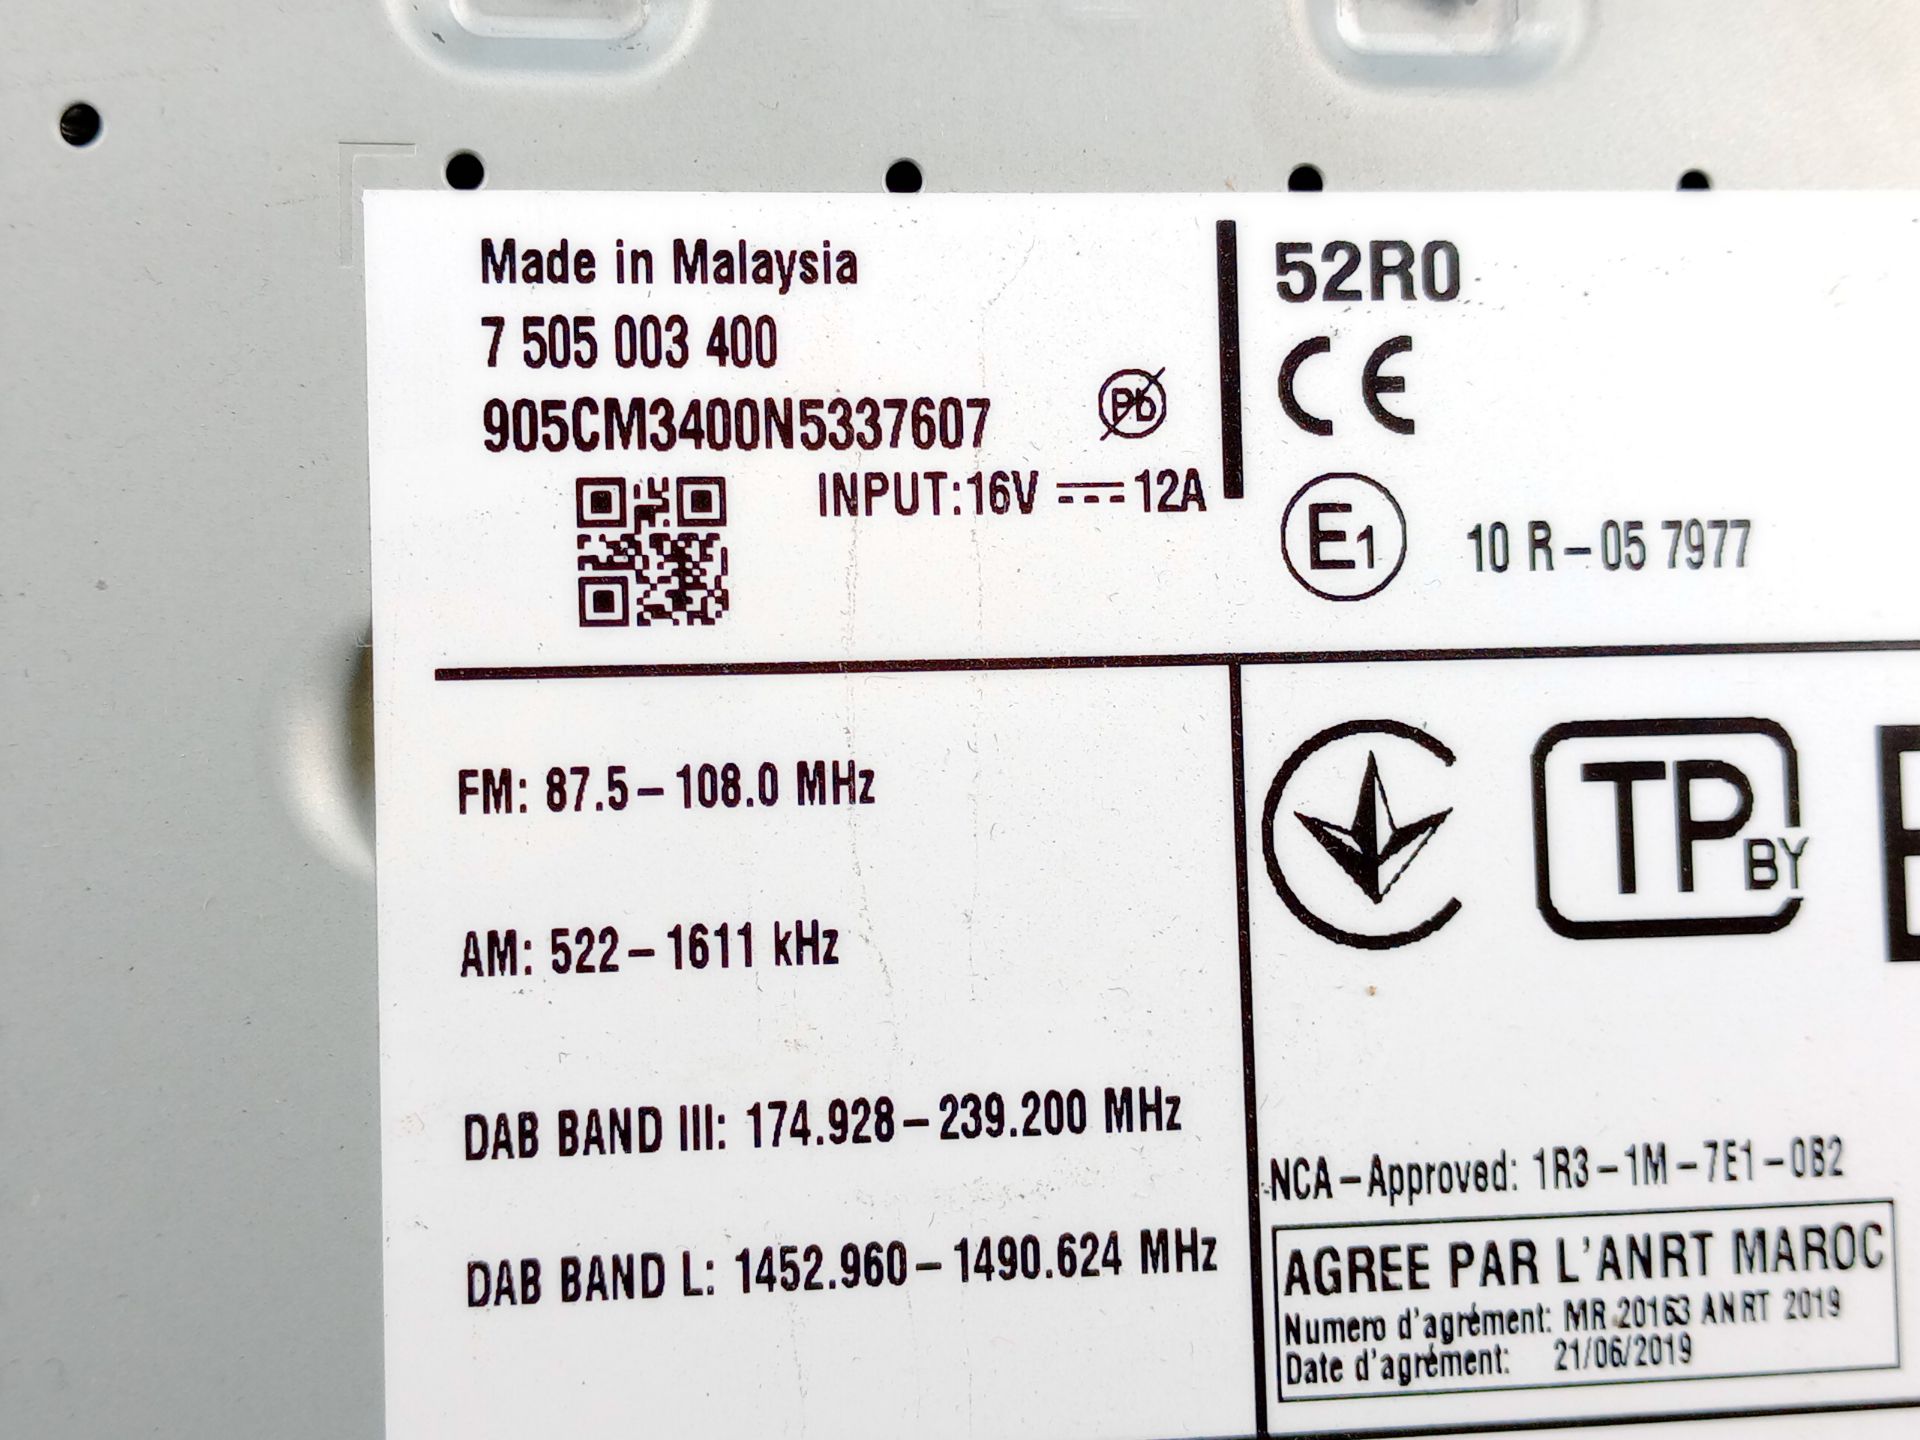 Made in Malaysia
7 505 003 400
905CM3400N5337607
Pb
INPUT:16V 12A
52R0
CE
E1
10 R-05 7977
FM: 87.5-108.0 MHz
AM: 522-1611 kHz
DAB BAND III: 174.928-239.200 MHz
DAB BAND L: 1452.960-1490.624 MHz
TP BY
NCA-Approved: 1R3-1M-7E1-0B2
AGREE PAR L'ANRT MAROC
Numero d'agrément: MR 20163 ANRT 2019
Date d'agrément: 21/06/2019